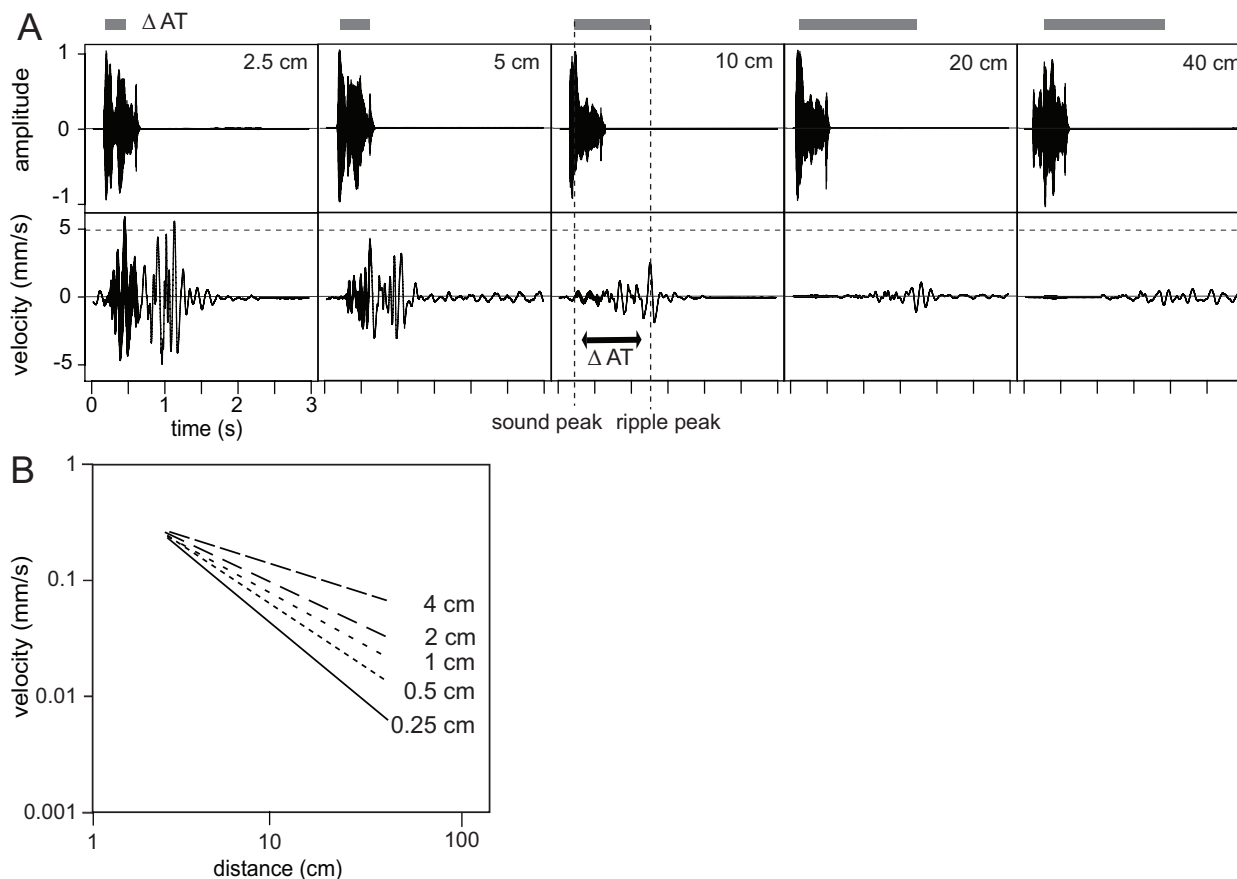 A
Δ AT
2.5 cm
5 cm
10 cm
20 cm
40 cm
amplitude
1
0
-1
velocity (mm/s)
5
0
-5
Δ AT
0 1 2 3
time (s)
sound peak ripple peak
B
velocity (mm/s)
1
0.1
0.01
0.001
4 cm
2 cm
1 cm
0.5 cm
0.25 cm
1 10 100
distance (cm)